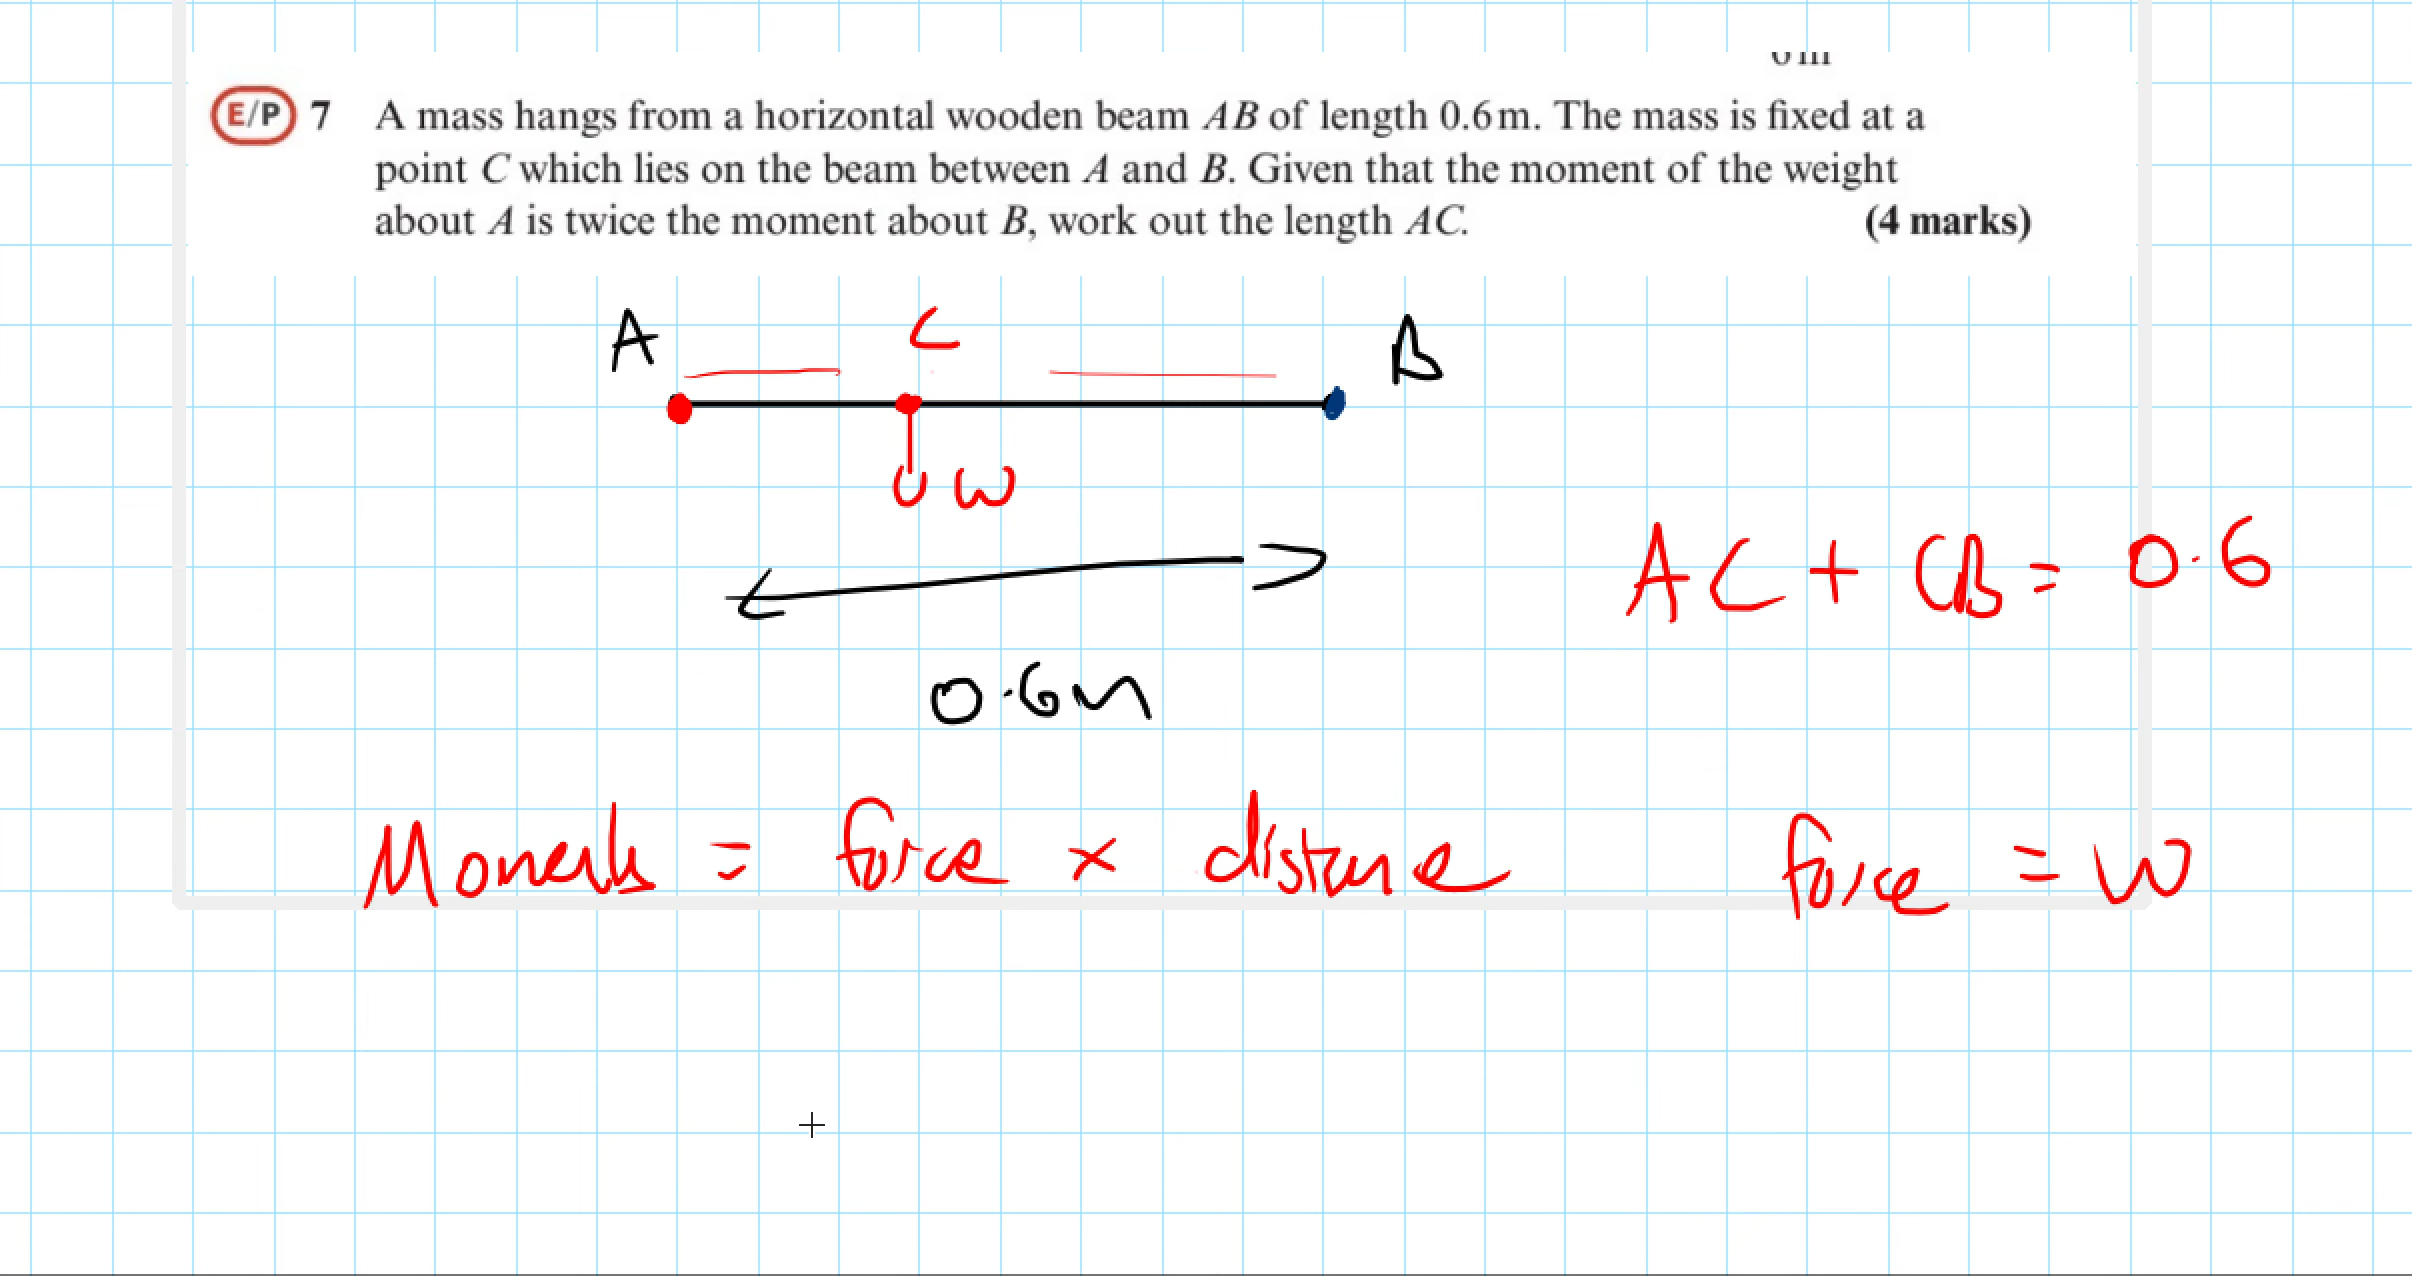 E/P 7 A mass hangs from a horizontal wooden beam AB of length 0.6 m. The mass is fixed at a
point C which lies on the beam between A and B. Given that the moment of the weight
about A is twice the moment about B, work out the length AC. (4 marks)
A C B
W
AC + CB = 0.6
0.6m
Moments = force × distance force = W